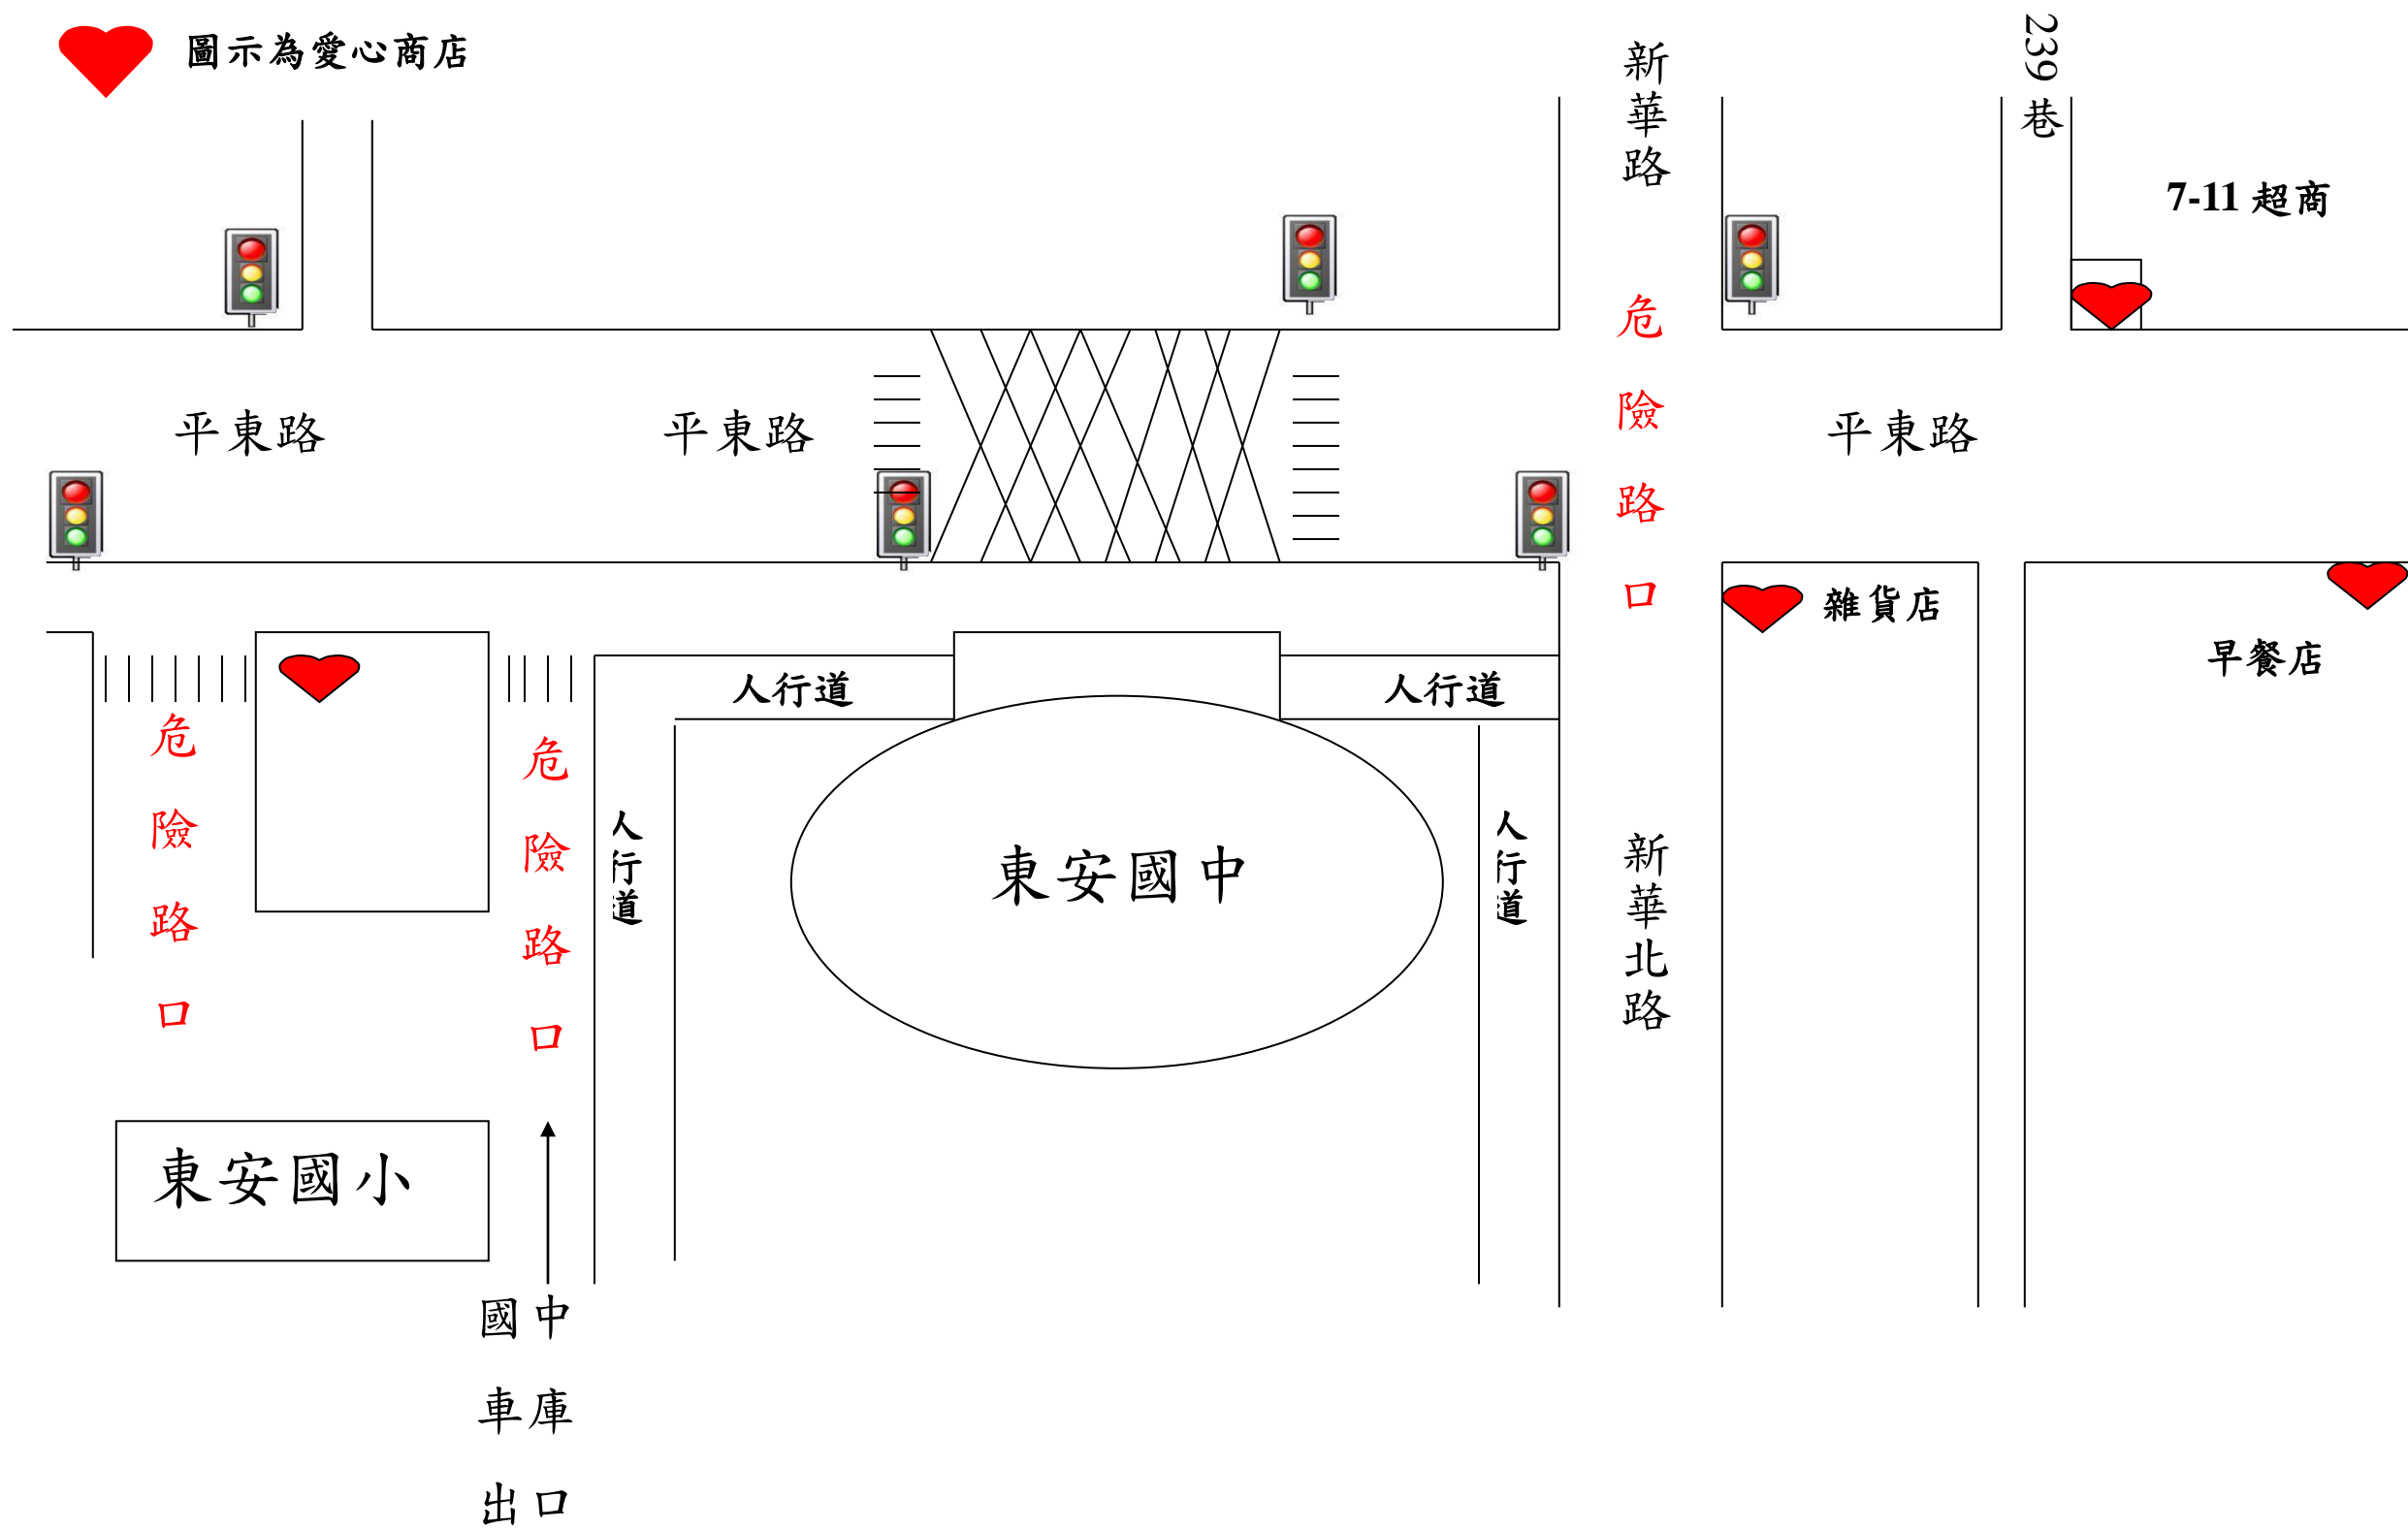 圖示為愛心商店
新華路
239巷
7-11 超商
危險路口
平東路
平東路
平東路
雜貨店
早餐店
人行道
人行道
危險路口
危險路口
人行道
人行道
東安國中
新華北路
東安國小
國中
車庫
出口